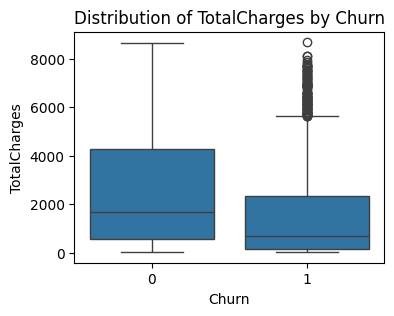 Distribution of TotalCharges by Churn
8000
6000
4000
2000
0
TotalCharges
0 1
Churn